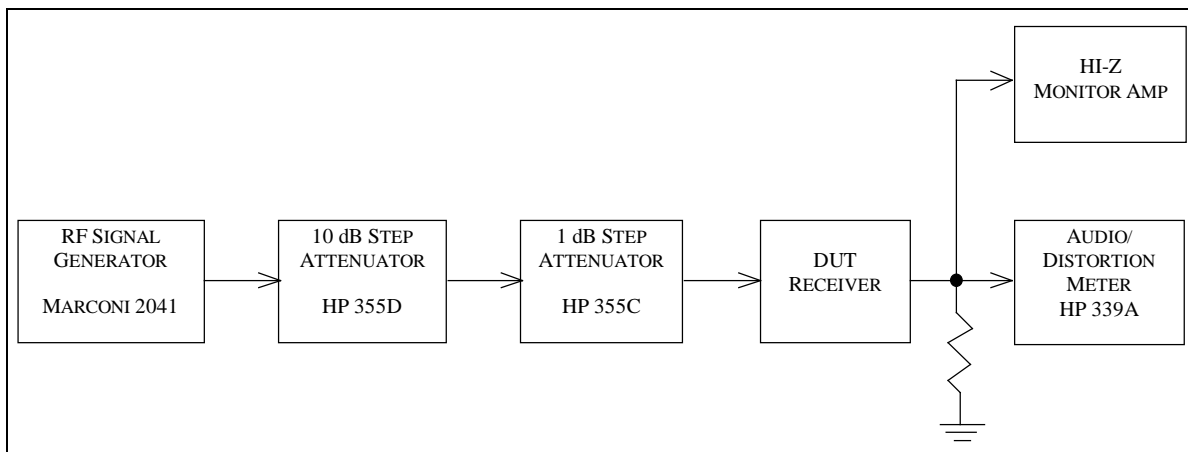 HI-Z
MONITOR AMP
RF SIGNAL
GENERATOR
MARCONI 2041
10 dB STEP
ATTENUATOR
HP 355D
1 dB STEP
ATTENUATOR
HP 355C
DUT
RECEIVER
AUDIO/
DISTORTION
METER
HP 339A